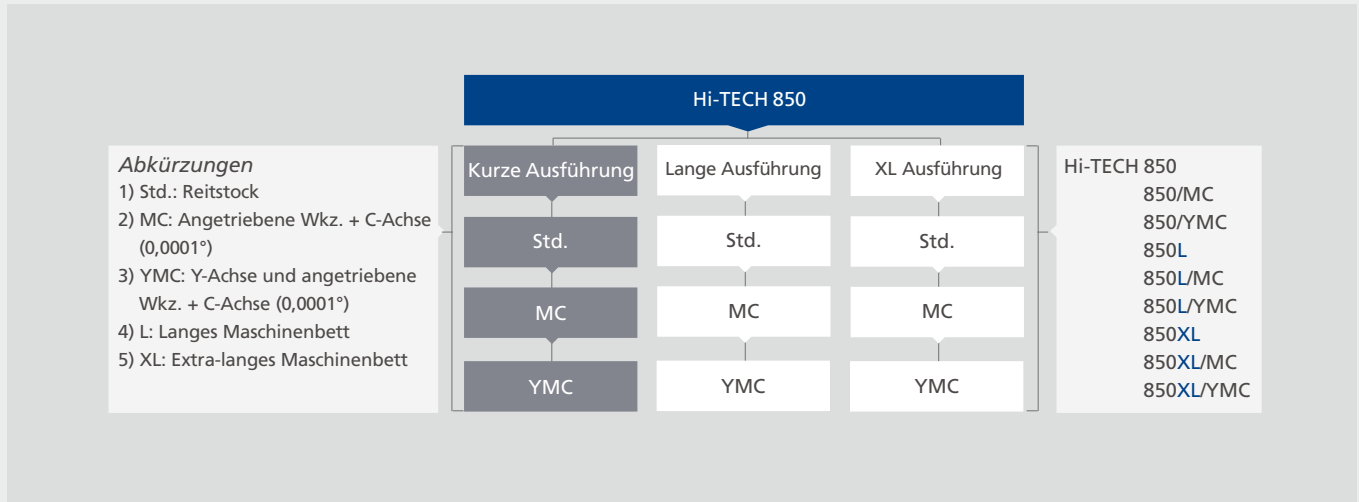 Hi-TECH 850
Abkürzungen
1) Std.: Reitstock
2) MC: Angetriebene Wkz. + C-Achse
(0,0001°)
3) YMC: Y-Achse und angetriebene
Wkz. + C-Achse (0,0001°)
4) L: Langes Maschinenbett
5) XL: Extra-langes Maschinenbett
Kurze Ausführung
Std.
MC
YMC
Lange Ausführung
Std.
MC
YMC
XL Ausführung
Std.
MC
YMC
Hi-TECH 850
850/MC
850/YMC
850L
850L/MC
850L/YMC
850XL
850XL/MC
850XL/YMC